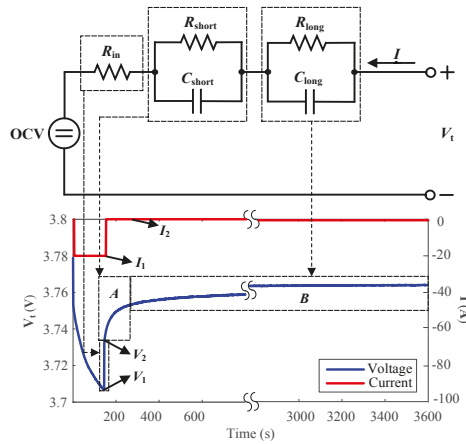 R_short
R_long
R_in
I
+
C_short
C_long
OCV
V_t
−
3.8
0
I_2
3.78
I_1
-20
A
B
3.76
-40
V_t (V)
I (A)
3.74
-60
V_2
3.72
V_1
-80
Voltage
Current
3.7
-100
200 400 600 3000 3200 3400 3600
Time (s)